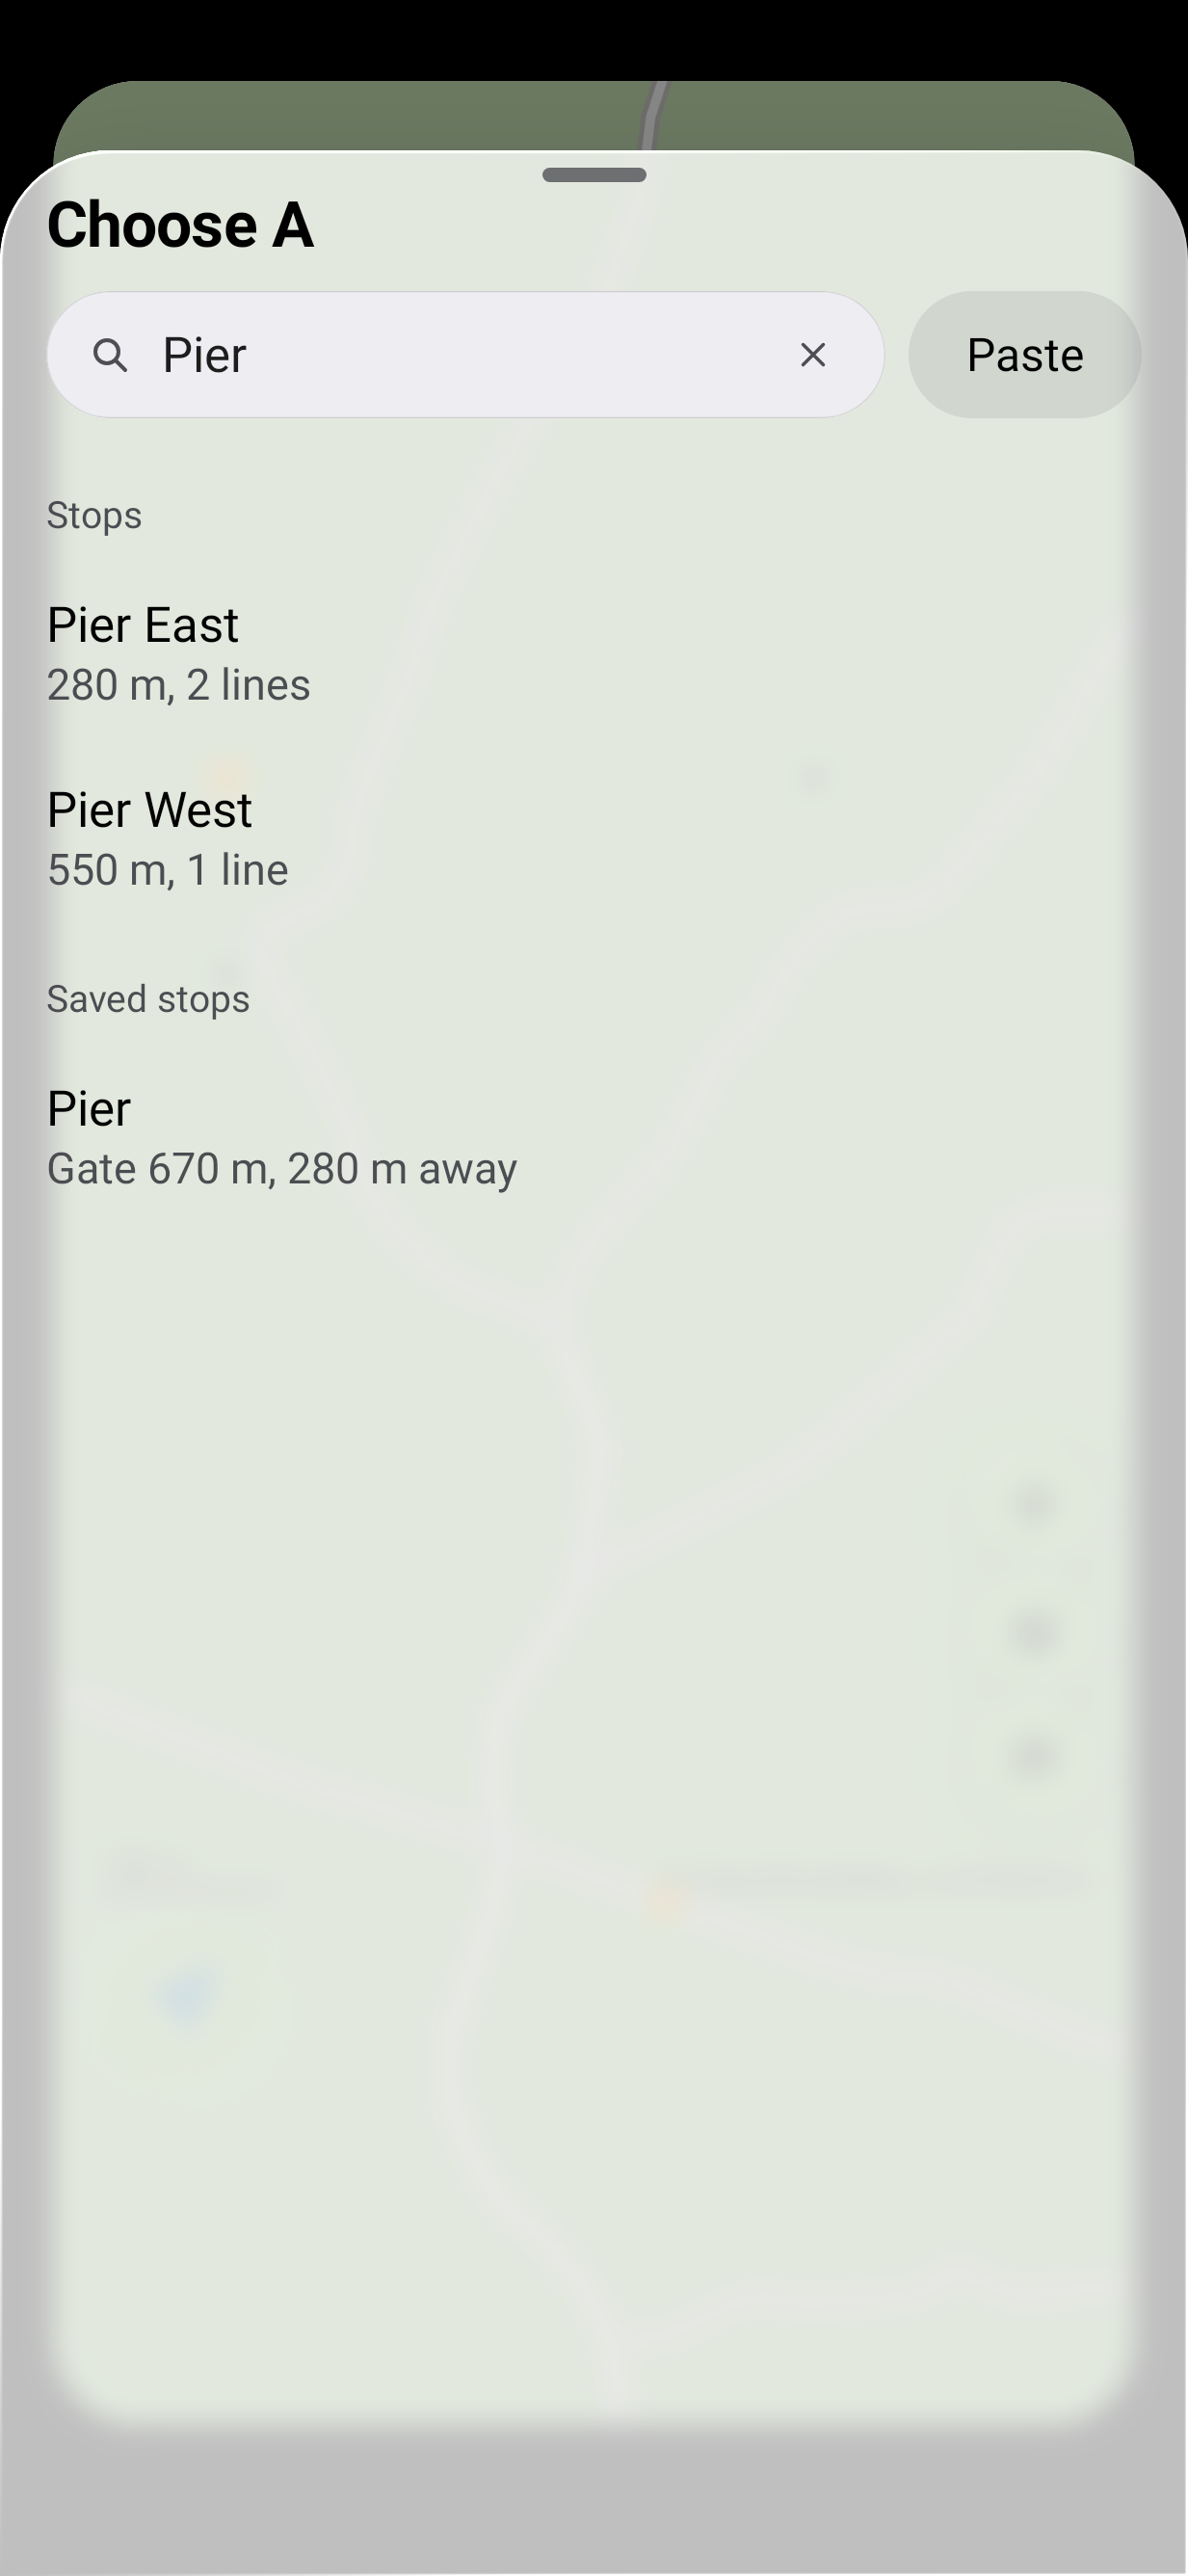 Choose A
Pier
Paste
Stops
Pier East
280 m, 2 lines
Pier West
550 m, 1 line
Saved stops
Pier
Gate 670 m, 280 m away